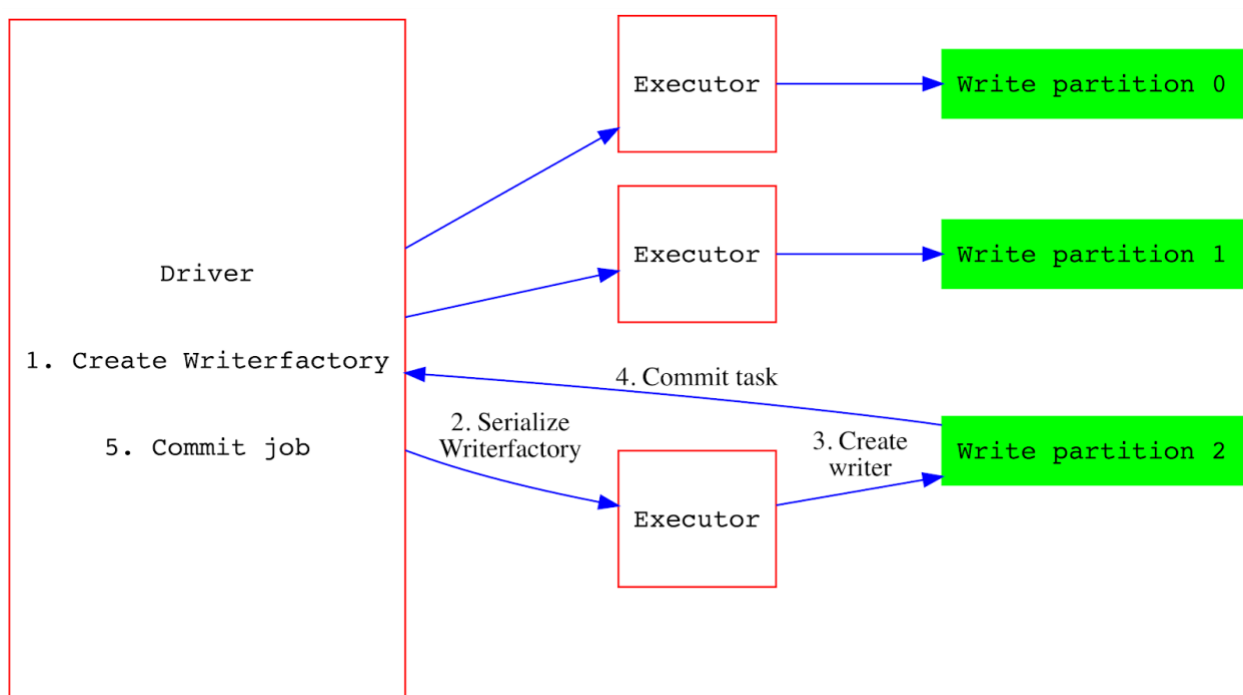 Driver
1. Create Writerfactory
5. Commit job
Executor
Write partition 0
Executor
Write partition 1
4. Commit task
2. Serialize
Writerfactory
3. Create
writer
Executor
Write partition 2